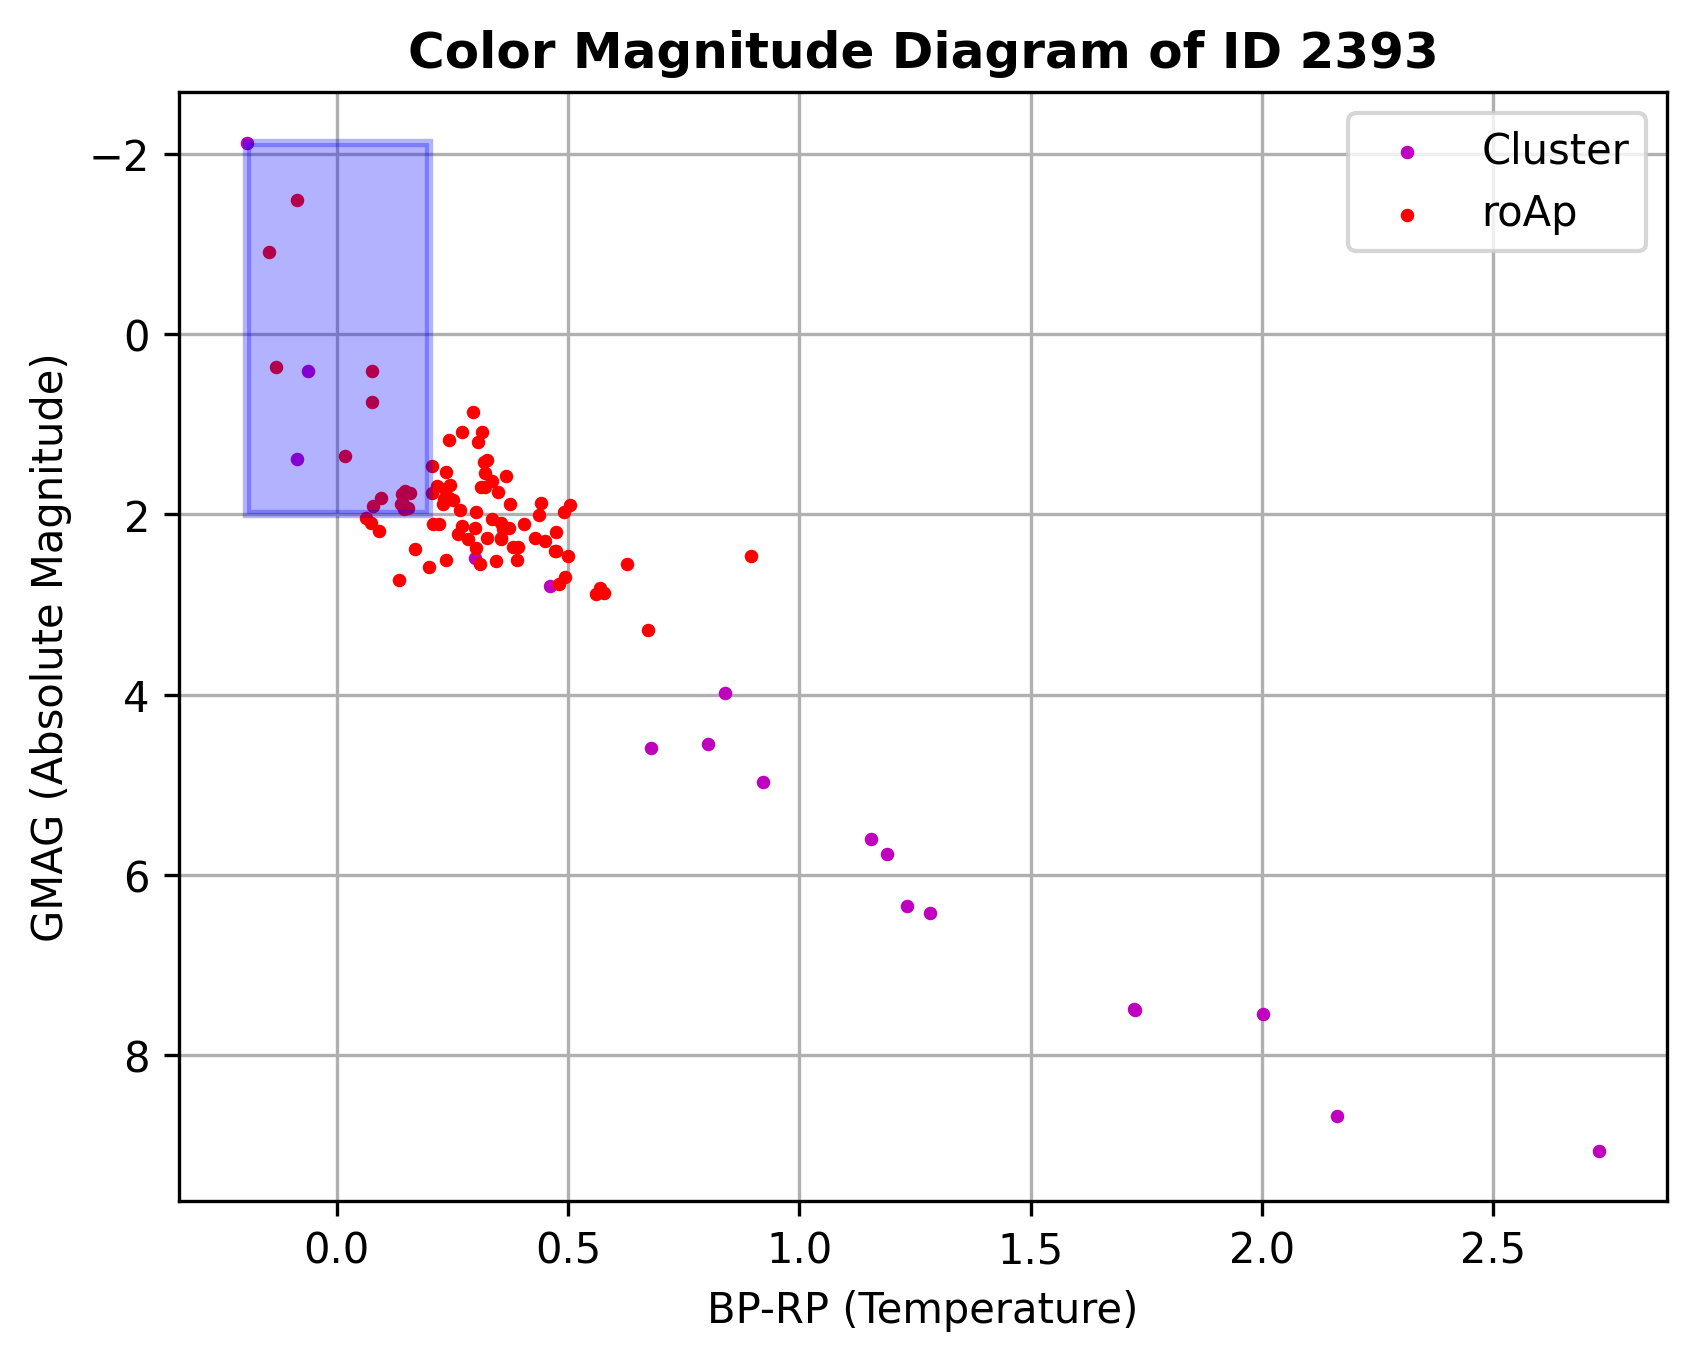 Color Magnitude Diagram of ID 2393
Cluster
roAp
GMAG (Absolute Magnitude)
−2
0
2
4
6
8
0.0 0.5 1.0 1.5 2.0 2.5
BP-RP (Temperature)